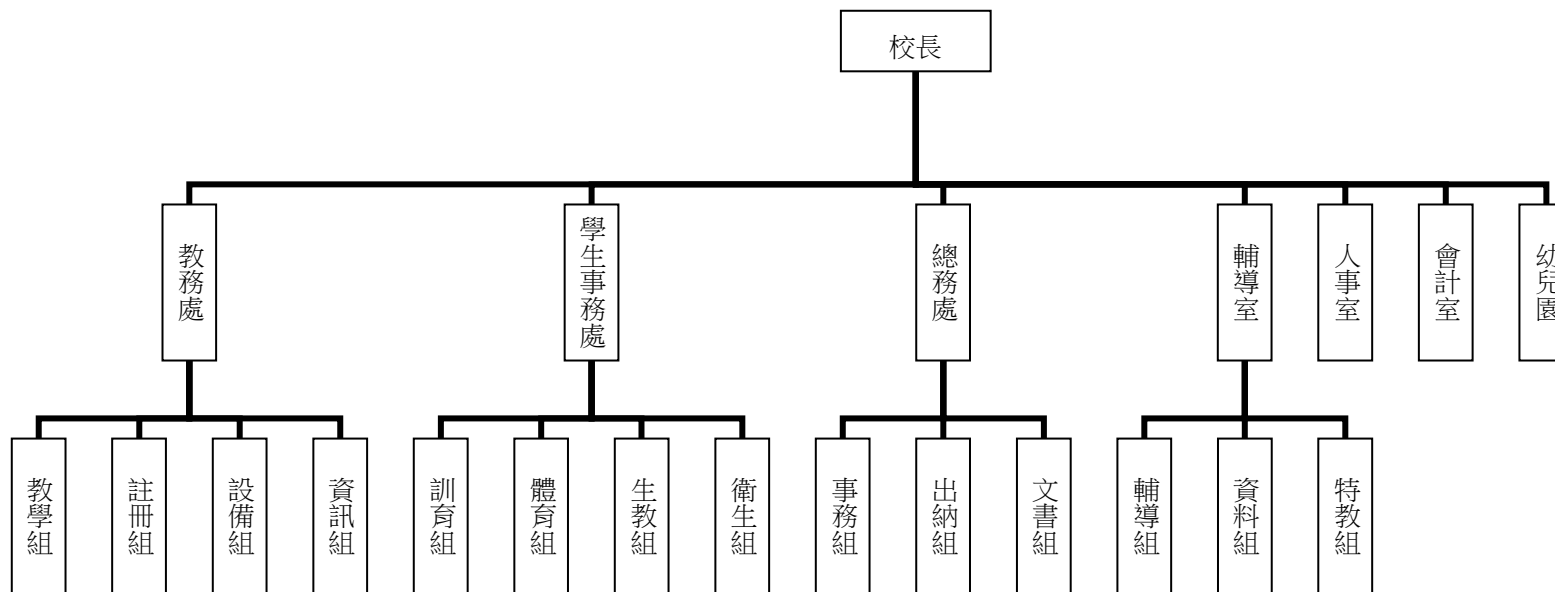 校長
教務處
學生事務處
總務處
輔導室
人事室
會計室
幼兒園
教學組
註冊組
設備組
資訊組
訓育組
體育組
生教組
衛生組
事務組
出納組
文書組
輔導組
資料組
特教組